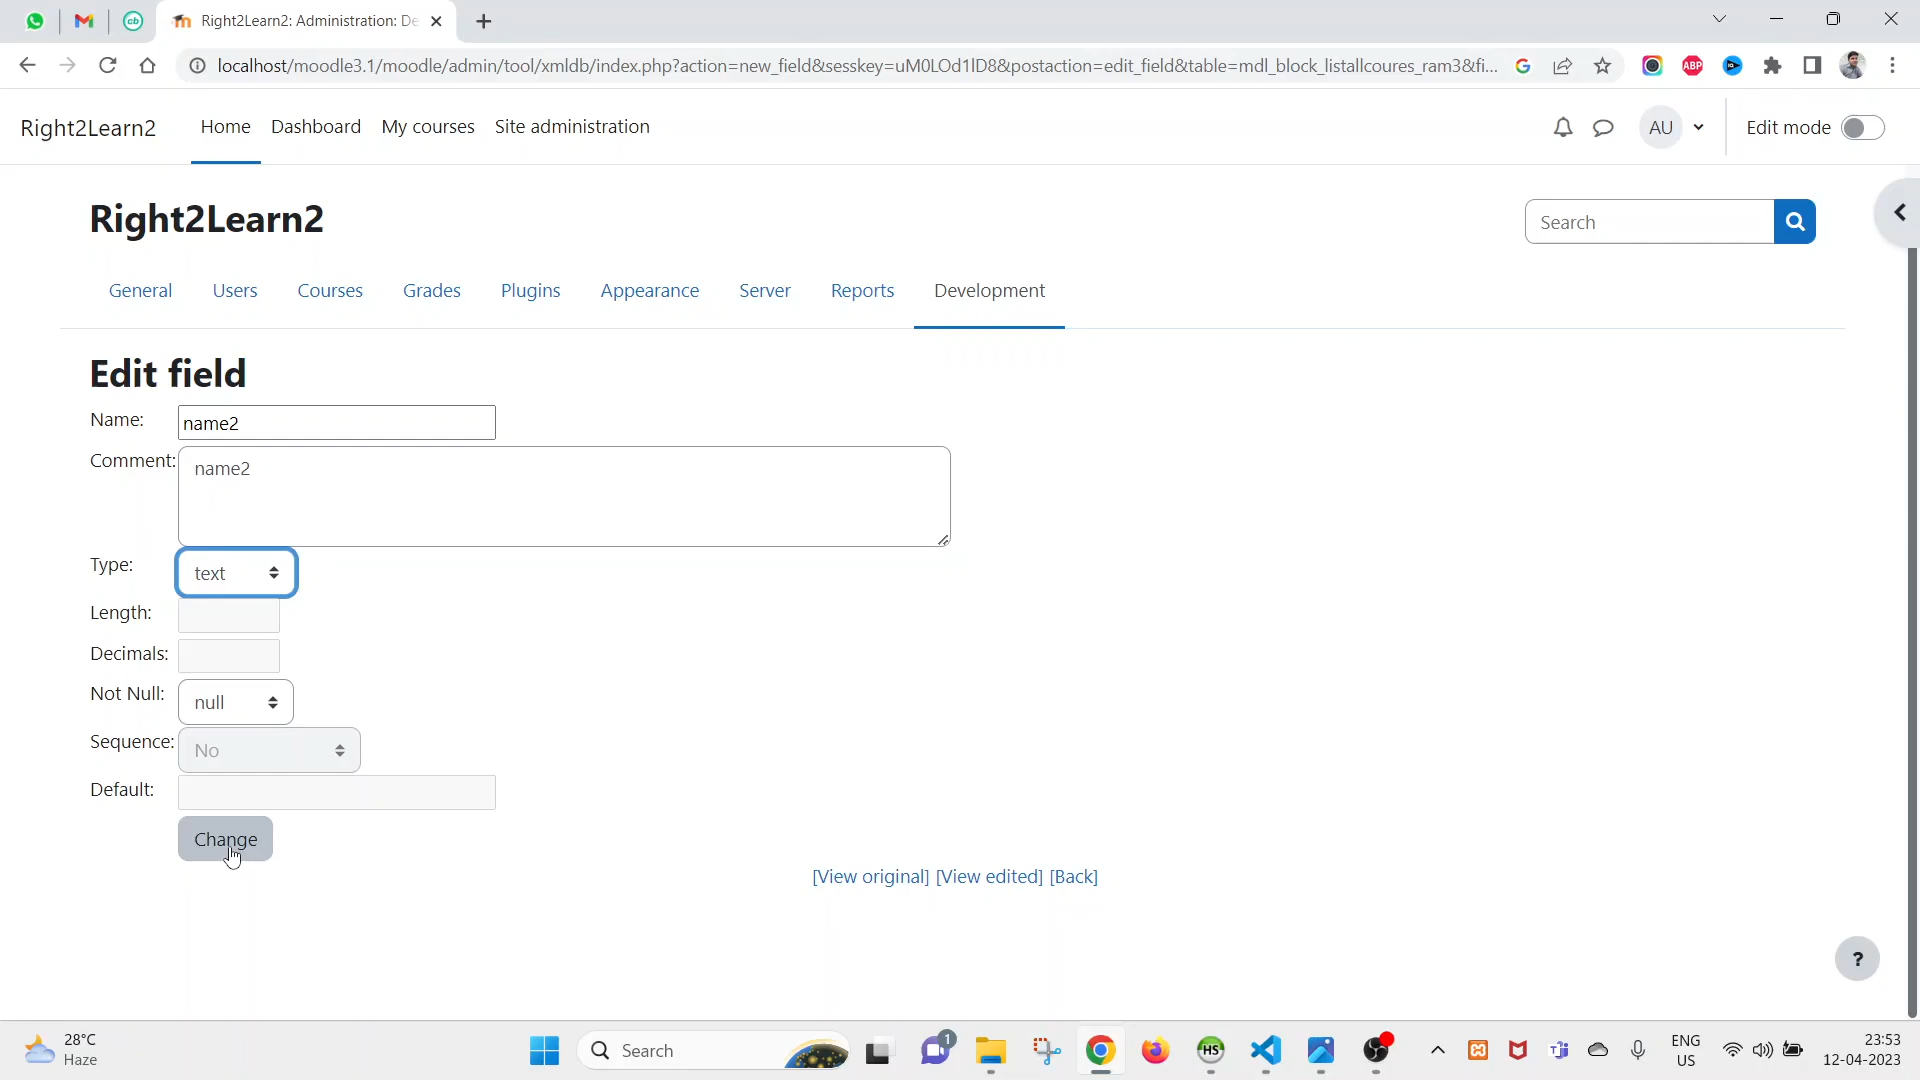 Right2Learn2: Administration: De
localhost/moodle3.1/moodle/admin/tool/xmldb/index.php?action=new_field&sesskey=uM0LOd1lD8&postaction=edit_field&table=mdl_block_listallcoures_ram3&fi...
Right2Learn2 Home Dashboard My courses Site administration AU Edit mode
Right2Learn2
Search
General Users Courses Grades Plugins Appearance Server Reports Development
Edit field
Name: name2
Comment: name2
Type: text
Length:
Decimals:
Not Null: null
Sequence: No
Default:
Change
[View original] [View edited] [Back]
?
28°C
Haze
Search
1
ENG
US
23:53
12-04-2023